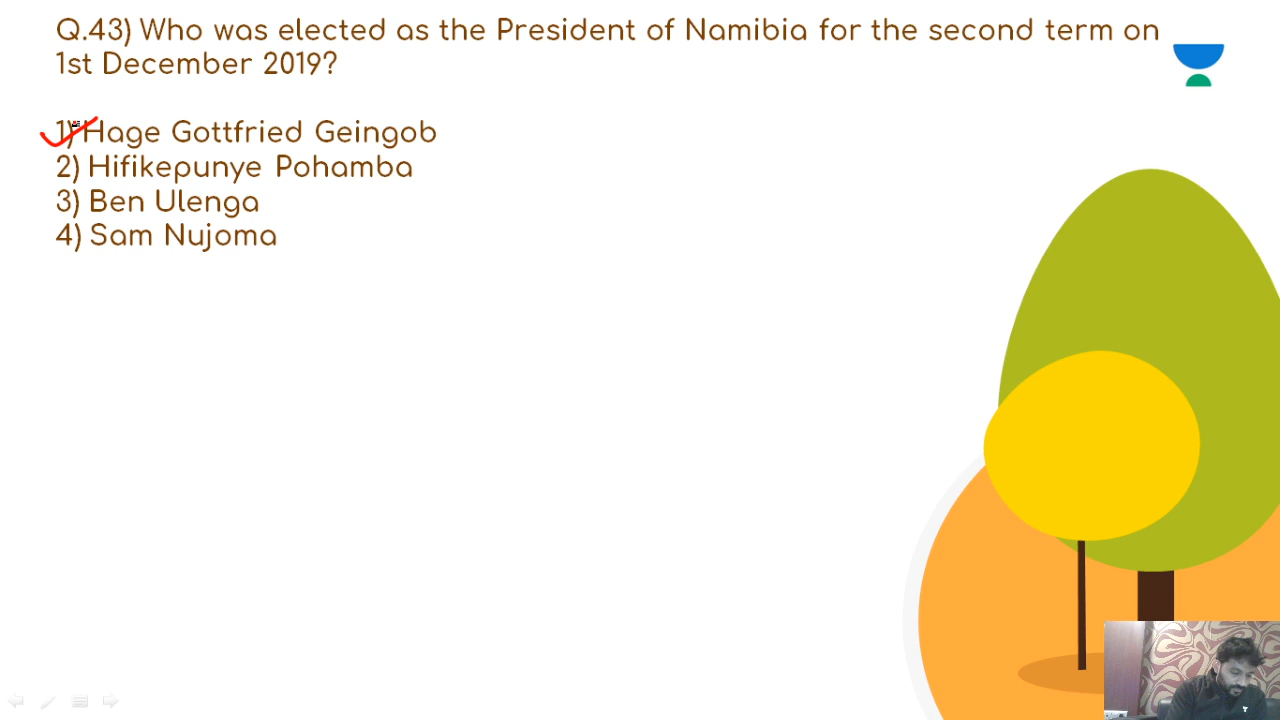 Q.43) Who was elected as the President of Namibia for the second term on
1st December 2019?
1) Hage Gottfried Geingob
2) Hifikepunye Pohamba
3) Ben Ulenga
4) Sam Nujoma